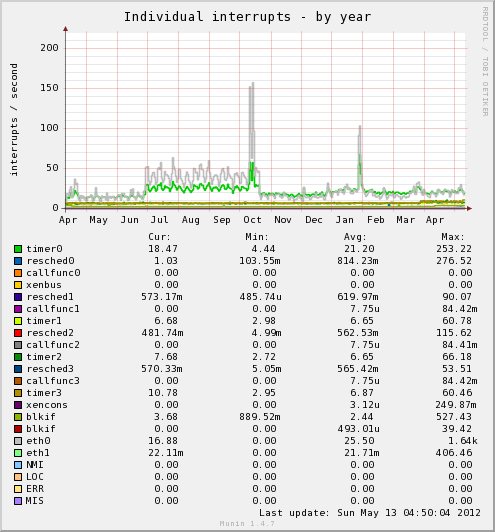 Individual interrupts - by year
RRDTOOL / TOBI OETIKER
interrupts / second
200
150
100
50
0
Apr May Jun Jul Aug Sep Oct Nov Dec Jan Feb Mar Apr
Cur: Min: Avg: Max:
timer0 18.47 4.44 21.20 253.22
resched0 1.03 103.55m 814.23m 276.52
callfunc0 0.00 0.00 0.00 0.00
xenbus 0.00 0.00 0.00 0.00
resched1 573.17m 485.74u 619.97m 90.07
callfunc1 0.00 0.00 7.75u 84.42m
timer1 6.68 2.98 6.65 60.78
resched2 481.74m 4.99m 562.53m 115.62
callfunc2 0.00 0.00 7.75u 84.41m
timer2 7.68 2.72 6.65 66.18
resched3 570.33m 5.05m 565.42m 53.51
callfunc3 0.00 0.00 7.75u 84.42m
timer3 10.78 2.95 6.87 60.46
xencons 0.00 0.00 3.12u 249.87m
blkif 3.68 889.52m 2.44 527.43
blkif 0.00 0.00 493.01u 39.42
eth0 16.88 0.00 25.50 1.64k
eth1 22.11m 0.00 21.71m 406.46
NMI 0.00 0.00 0.00 0.00
LOC 0.00 0.00 0.00 0.00
ERR 0.00 0.00 0.00 0.00
MIS 0.00 0.00 0.00 0.00
Last update: Sun May 13 04:50:04 2012
Munin 1.4.7